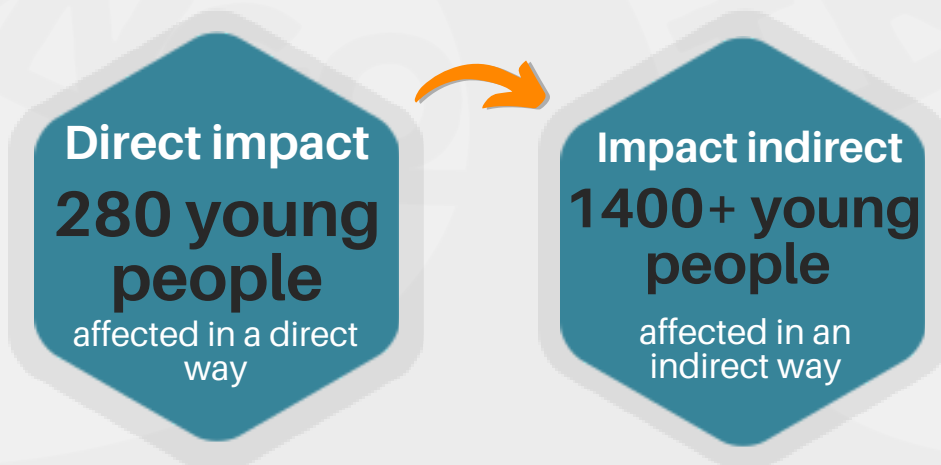 Direct impact
280 young
people
affected in a direct
way
Impact indirect
1400+ young
people
affected in an
indirect way